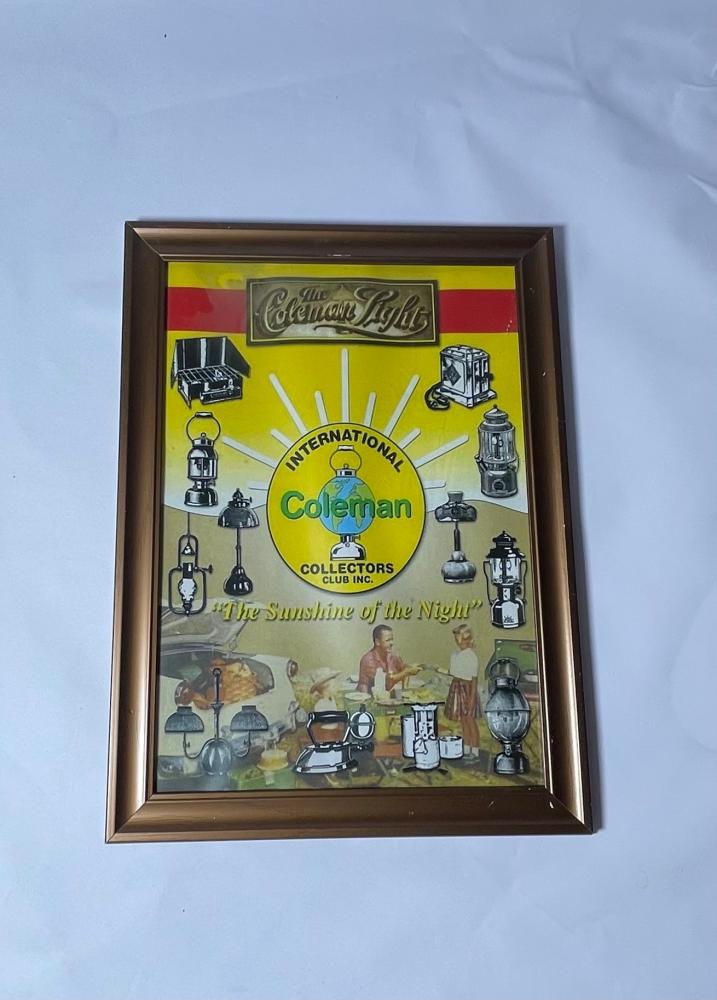 The
Coleman Light
INTERNATIONAL
Coleman
COLLECTORS
CLUB INC.
"The Sunshine of the Night"